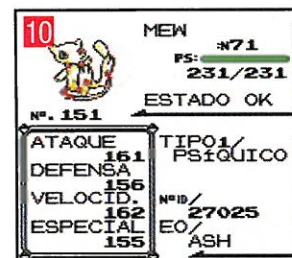 10
MEW
:N71
PS:
231/231
ESTADO OK
Nº.151
ATAQUE
161
DEFENSA
156
VELOCID.
162
ESPECIAL
155
TIPO1/
PSíQUICO
NºID/
27025
EO/
ASH